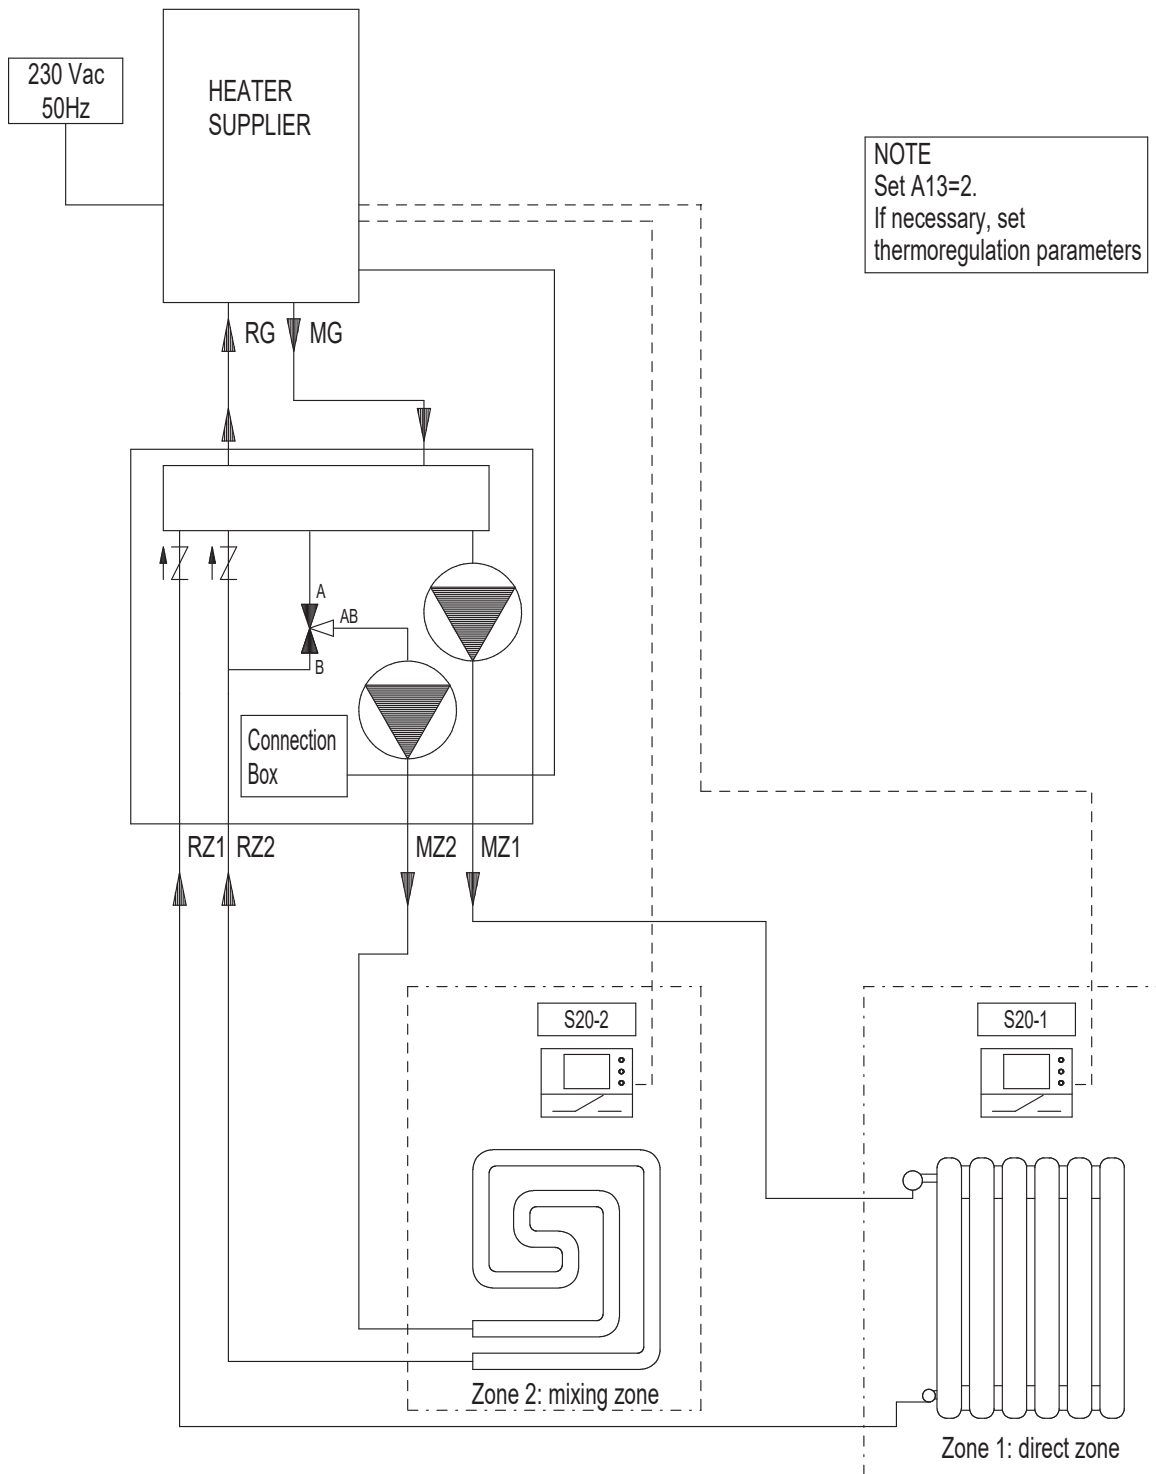 230 Vac
50Hz
HEATER
SUPPLIER
NOTE
Set A13=2.
If necessary, set
thermoregulation parameters
RG
MG
A
AB
B
Connection
Box
RZ1
RZ2
MZ2
MZ1
S20-2
S20-1
Zone 2: mixing zone
Zone 1: direct zone